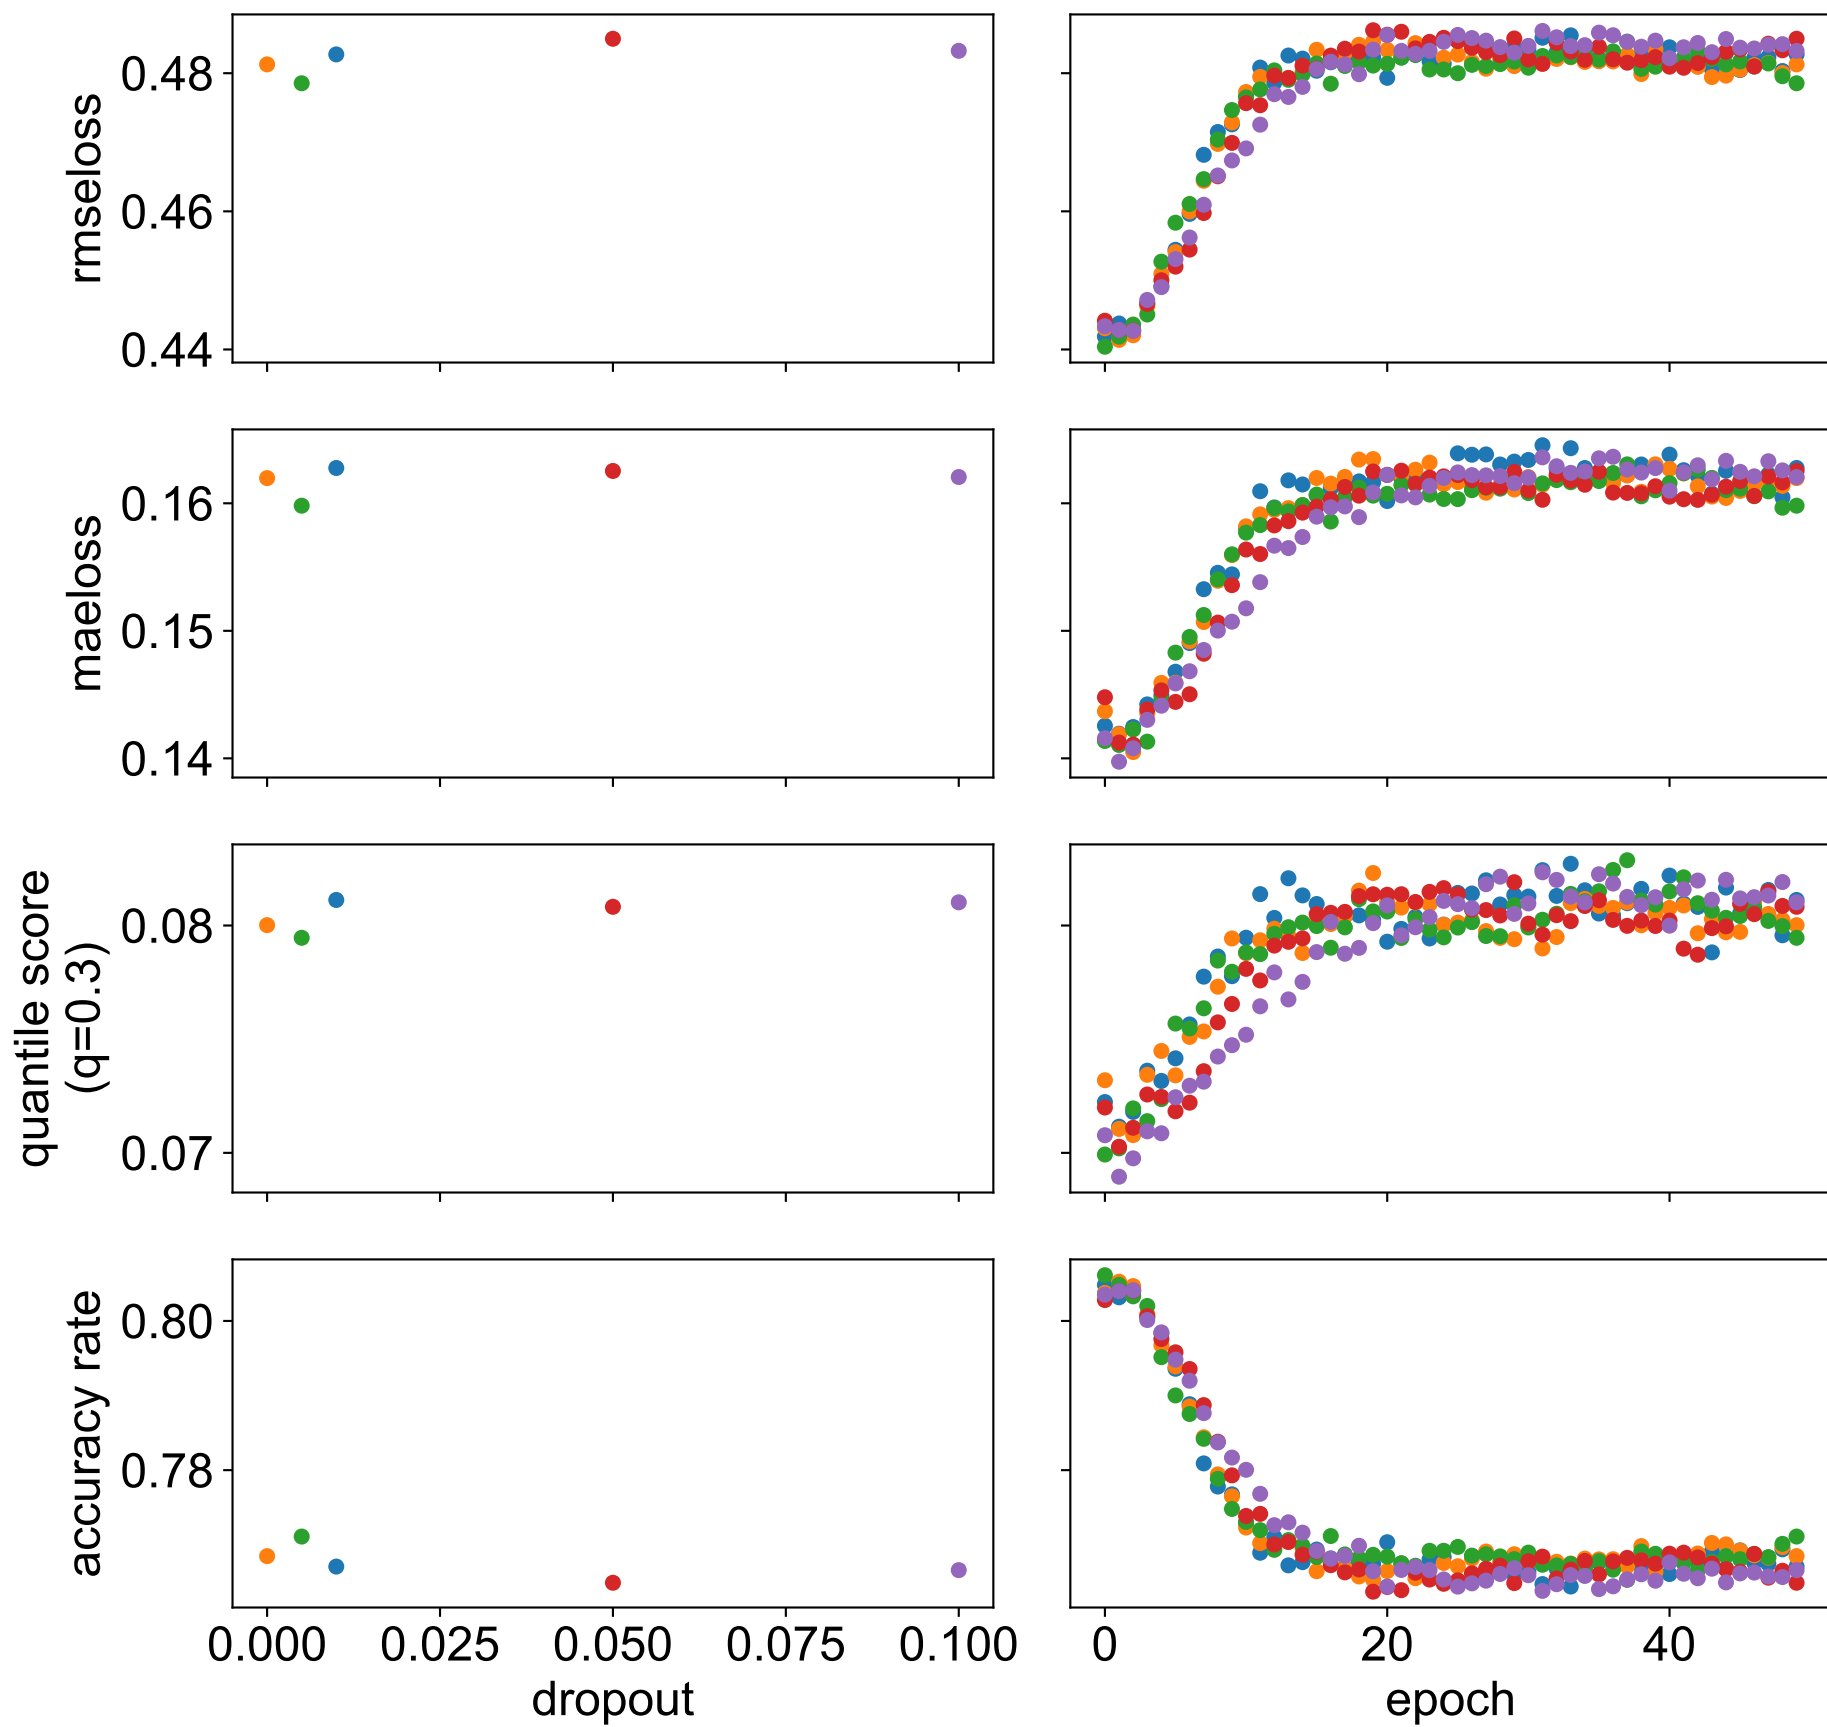 rmseloss
0.48
0.46
0.44
maeloss
0.16
0.15
0.14
quantile score
(q=0.3)
0.08
0.07
accuracy rate
0.80
0.78
0.000 0.025 0.050 0.075 0.100
dropout
0 20 40
epoch